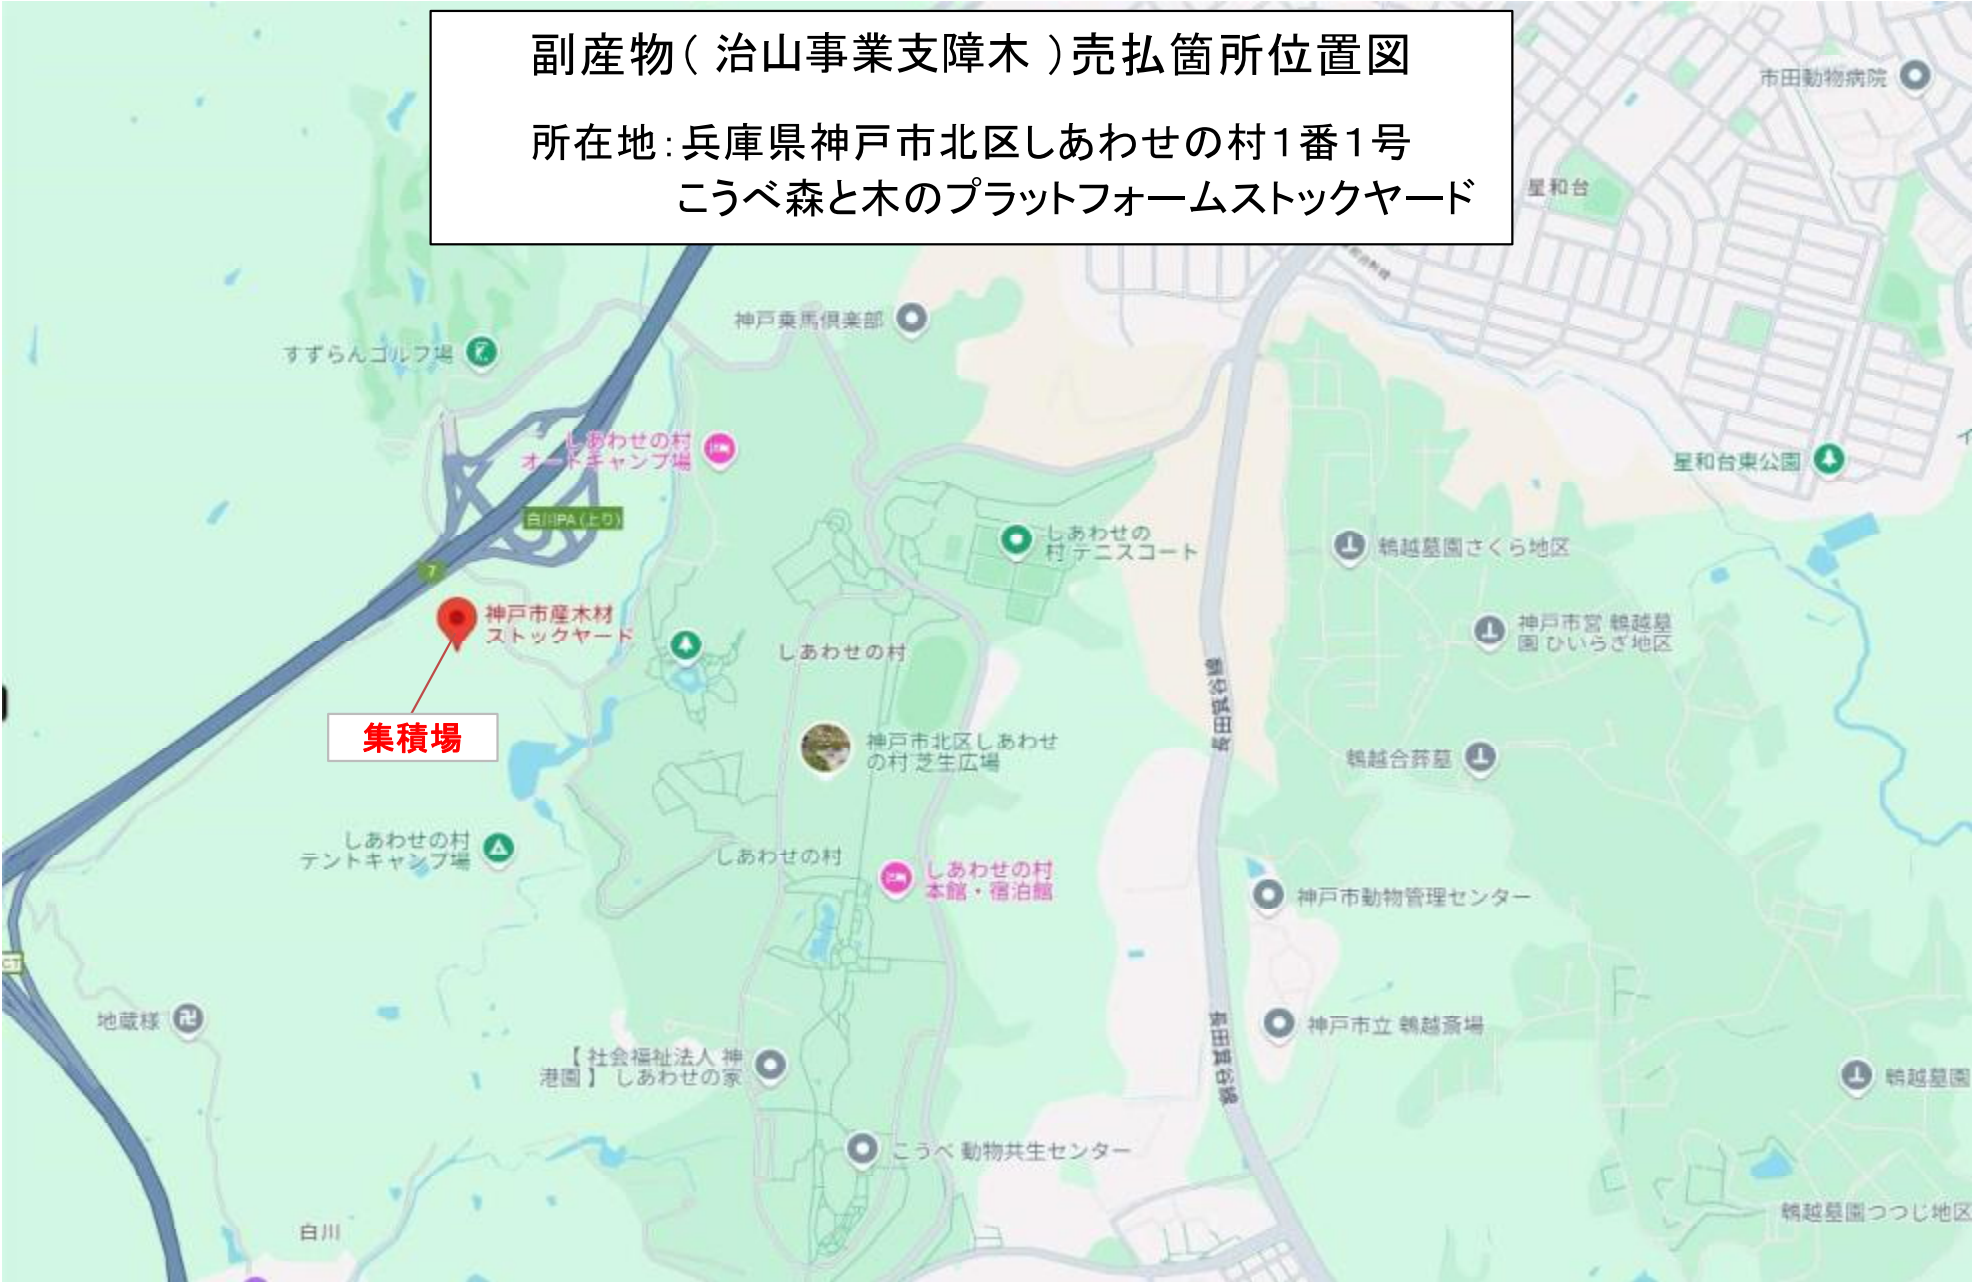 副産物( 治山事業支障木 )売払箇所位置図
所在地:兵庫県神戸市北区しあわせの村1番1号
こうべ森と木のプラットフォームストックヤード
市田動物病院
星和台
神戸乗馬倶楽部
すずらんゴルフ場
しあわせの村
オートキャンプ場
星和台東公園
イ
白川PA(上り)
しあわせの
村 テニスコート
鵯越墓園さくら地区
7
神戸市産木材
ストックヤード
神戸市営 鵯越墓
園 ひいらぎ地区
しあわせの村
長田箕谷線
集積場
神戸市北区しあわせ
の村 芝生広場
鵯越合葬墓
しあわせの村
テントキャンプ場
しあわせの村
しあわせの村
本館・宿泊館
神戸市動物管理センター
CT
地蔵様
神戸市立 鵯越斎場
長田箕谷線
【 社会福祉法人 神
港園 】 しあわせの家
鵯越墓園
こうべ 動物共生センター
鵯越墓園つつじ地区
白川